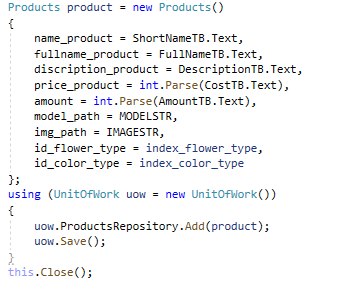 Products product = new Products()
{
name_product = ShortNameTB.Text,
fullname_product = FullNameTB.Text,
discription_product = DescriptionTB.Text,
price_product = int.Parse(CostTB.Text),
amount = int.Parse(AmountTB.Text),
model_path = MODELSTR,
img_path = IMAGESTR,
id_flower_type = index_flower_type,
id_color_type = index_color_type
};
using (UnitOfWork uow = new UnitOfWork())
{
uow.ProductsRepository.Add(product);
uow.Save();
}
this.Close();